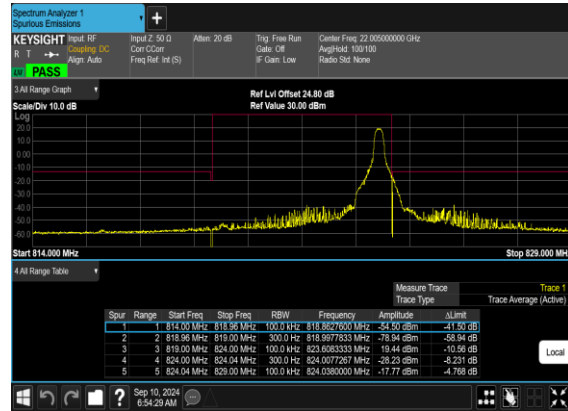 Spectrum Analyzer 1
Spurious Emissions
KEYSIGHT Input: RF Input Z: 50 Ω Atten: 20 dB Trig: Free Run Center Freq: 22.005000000 GHz
R T Coupling: DC Corr CCorr Gate: Off Avg|Hold: 100/100
Align: Auto Freq Ref: Int (S) IF Gain: Low Radio Std: None
PASS
3 All Range Graph
Ref Lvl Offset 24.80 dB
Scale/Div 10.0 dB Ref Value 30.00 dBm
Log
20.0
10.0
0.00
-10.0
-20.0
-30.0
-40.0
-50.0
-60.0
Start 814.000 MHz Stop 829.000 MH
4 All Range Table
Measure Trace Trace 1
Trace Type Trace Average (Active)
Spur Range Start Freq Stop Freq RBW Frequency Amplitude ΔLimit
1 1 814.00 MHz 818.96 MHz 100.0 kHz 818.8627600 MHz -54.50 dBm -41.50 dB
2 2 818.96 MHz 819.00 MHz 300.0 Hz 818.9977833 MHz -78.94 dBm -58.94 dB
3 3 819.00 MHz 824.00 MHz 100.0 kHz 823.6083333 MHz 19.44 dBm -10.56 dB
4 4 824.00 MHz 824.04 MHz 300.0 Hz 824.0077267 MHz -28.23 dBm -8.231 dB
5 5 824.04 MHz 829.00 MHz 100.0 kHz 824.0380000 MHz -17.77 dBm -4.768 dB
Local
? Sep 10, 2024
6:54:29 AM